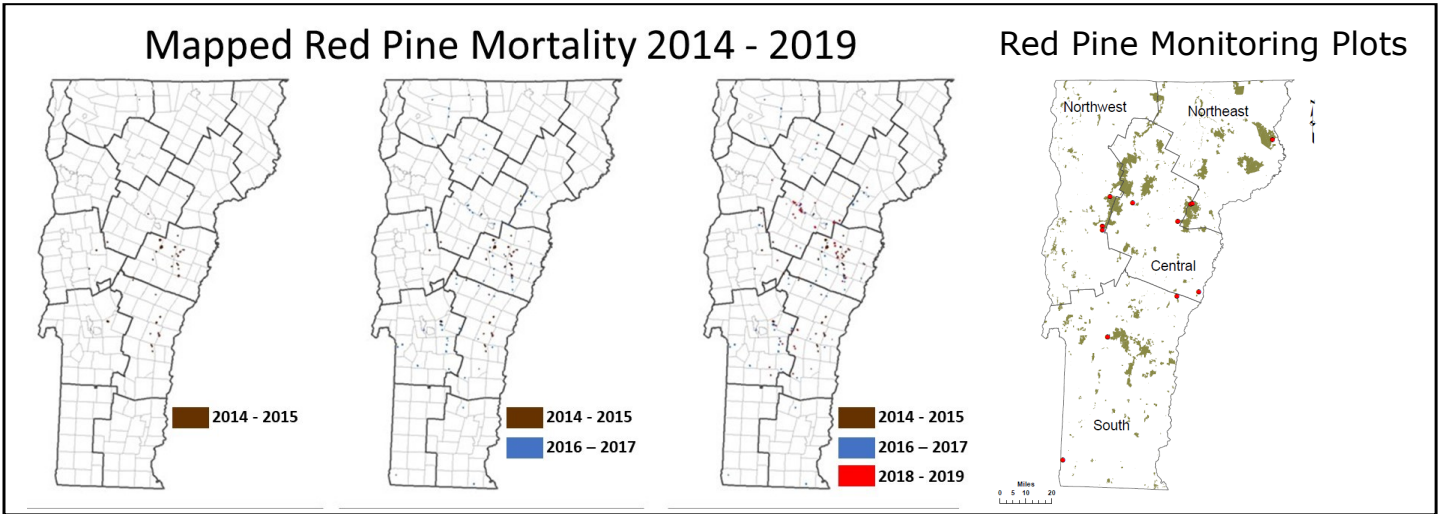 Mapped Red Pine Mortality 2014 - 2019
Red Pine Monitoring Plots
2014 - 2015
2014 - 2015
2016 – 2017
2014 - 2015
2016 – 2017
2018 - 2019
Northwest
Northeast
Central
South
Miles
0 5 10 20